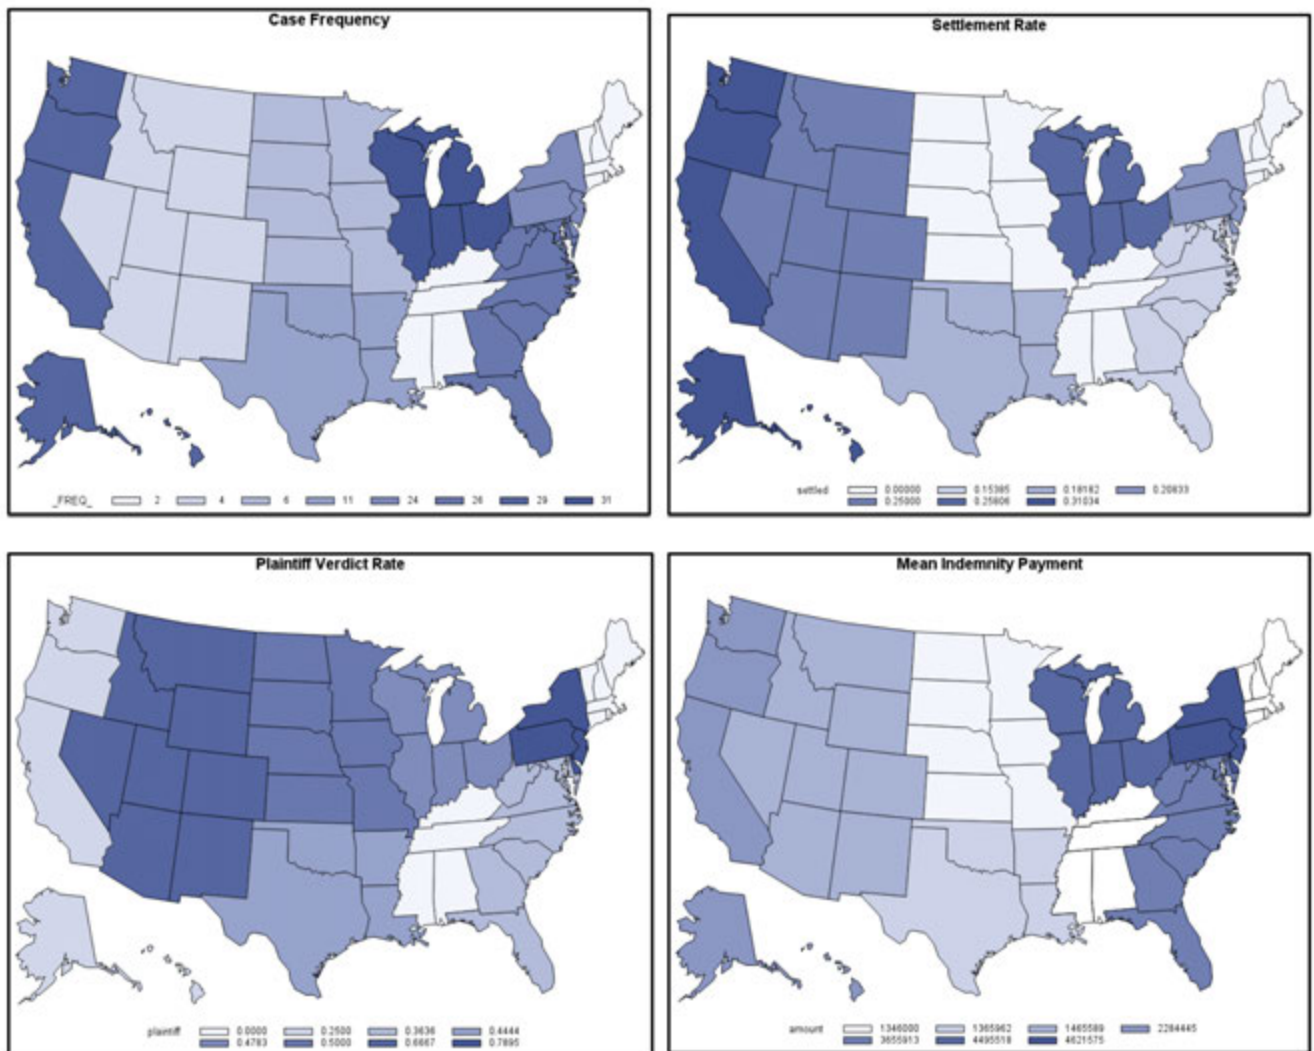 Case Frequency
_FREQ_ 2 4 6 11 24 26 29 31
Settlement Rate
settled 0.00000 0.15385 0.18182 0.20833
0.25000 0.25806 0.31034
Plaintiff Verdict Rate
plaintiff 0.0000 0.2500 0.3636 0.4444
0.4783 0.5000 0.6667 0.7895
Mean Indemnity Payment
amount 1346000 1365962 1465589 2284445
3655913 4495518 4621575